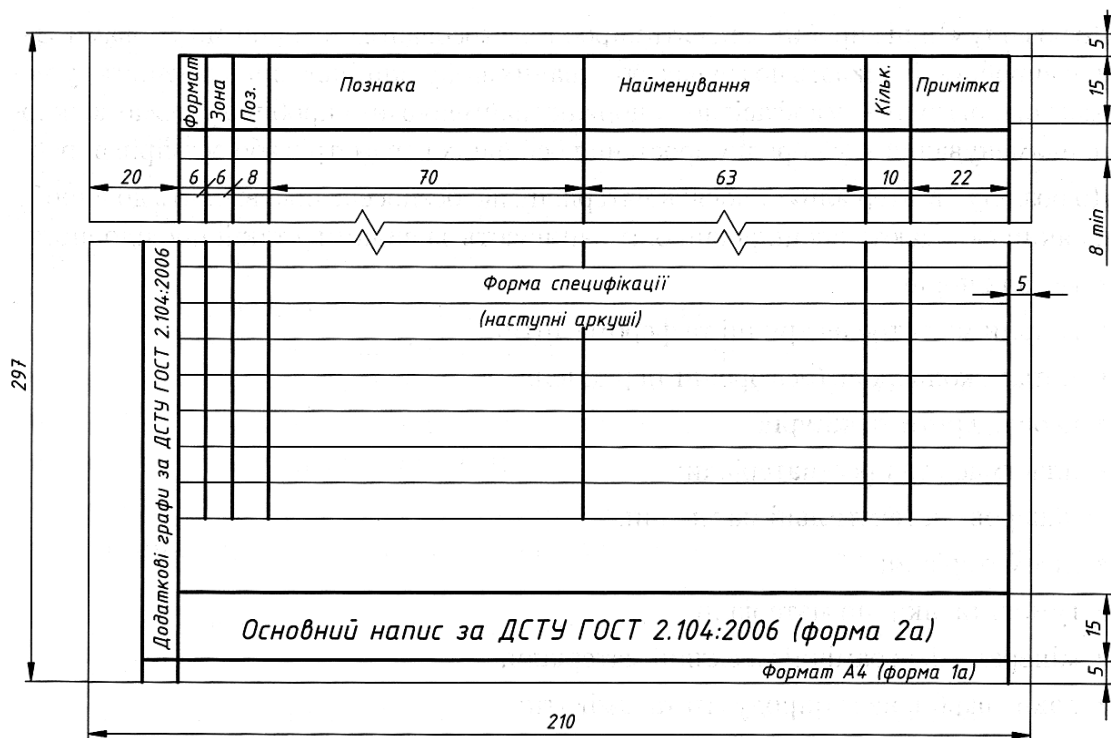 5
Формат
Зона
Поз.
Познака
Найменування
Кільк.
Примітка
15
20
6
6
8
70
63
10
22
8 min
Форма специфікації
(наступні аркуші)
5
297
Додаткові графи за ДСТУ ГОСТ 2.104:2006
Основний напис за ДСТУ ГОСТ 2.104:2006 (форма 2а)
15
Формат А4 (форма 1а)
5
210